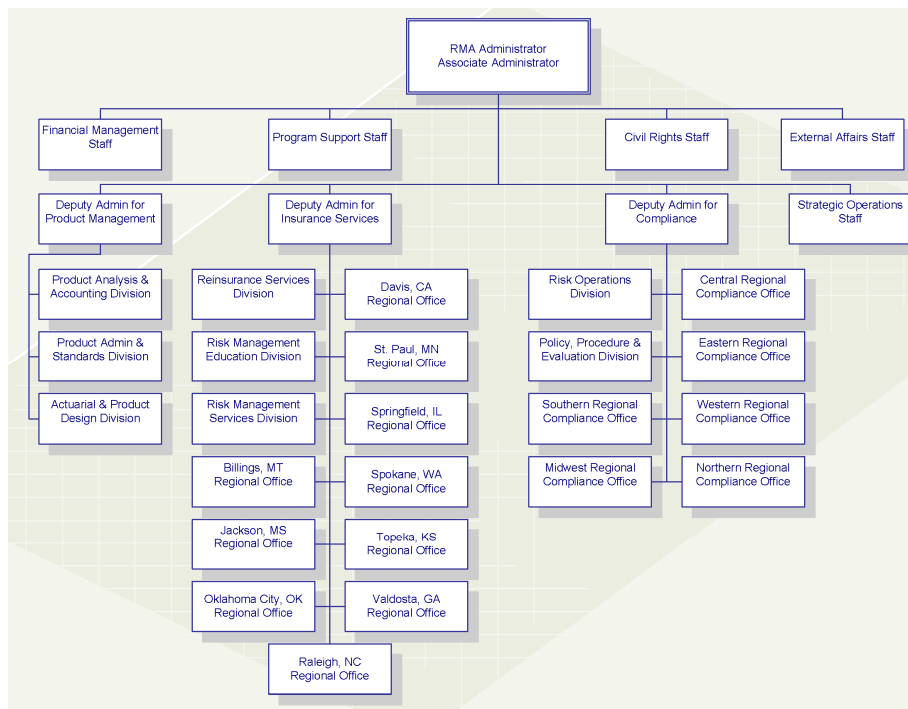 RMA Administrator
Associate Administrator
Financial Management
Staff
Program Support Staff
Civil Rights Staff
External Affairs Staff
Deputy Admin for
Product Management
Deputy Admin for
Insurance Services
Deputy Admin for
Compliance
Strategic Operations
Staff
Product Analysis &
Accounting Division
Product Admin &
Standards Division
Actuarial & Product
Design Division
Reinsurance Services
Division
Davis, CA
Regional Office
Risk Management
Education Division
St. Paul, MN
Regional Office
Risk Management
Services Division
Springfield, IL
Regional Office
Billings, MT
Regional Office
Spokane, WA
Regional Office
Jackson, MS
Regional Office
Topeka, KS
Regional Office
Oklahoma City, OK
Regional Office
Valdosta, GA
Regional Office
Raleigh, NC
Regional Office
Risk Operations
Division
Central Regional
Compliance Office
Policy, Procedure &
Evaluation Division
Eastern Regional
Compliance Office
Southern Regional
Compliance Office
Western Regional
Compliance Office
Midwest Regional
Compliance Office
Northern Regional
Compliance Office